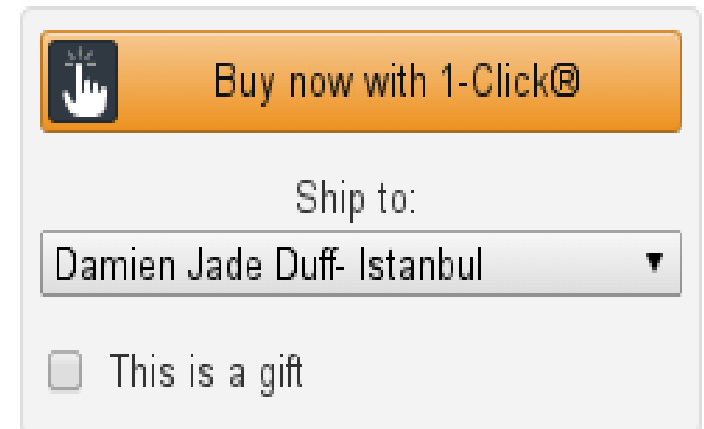 Buy now with 1-Click®
Ship to:
Damien Jade Duff- Istanbul
This is a gift